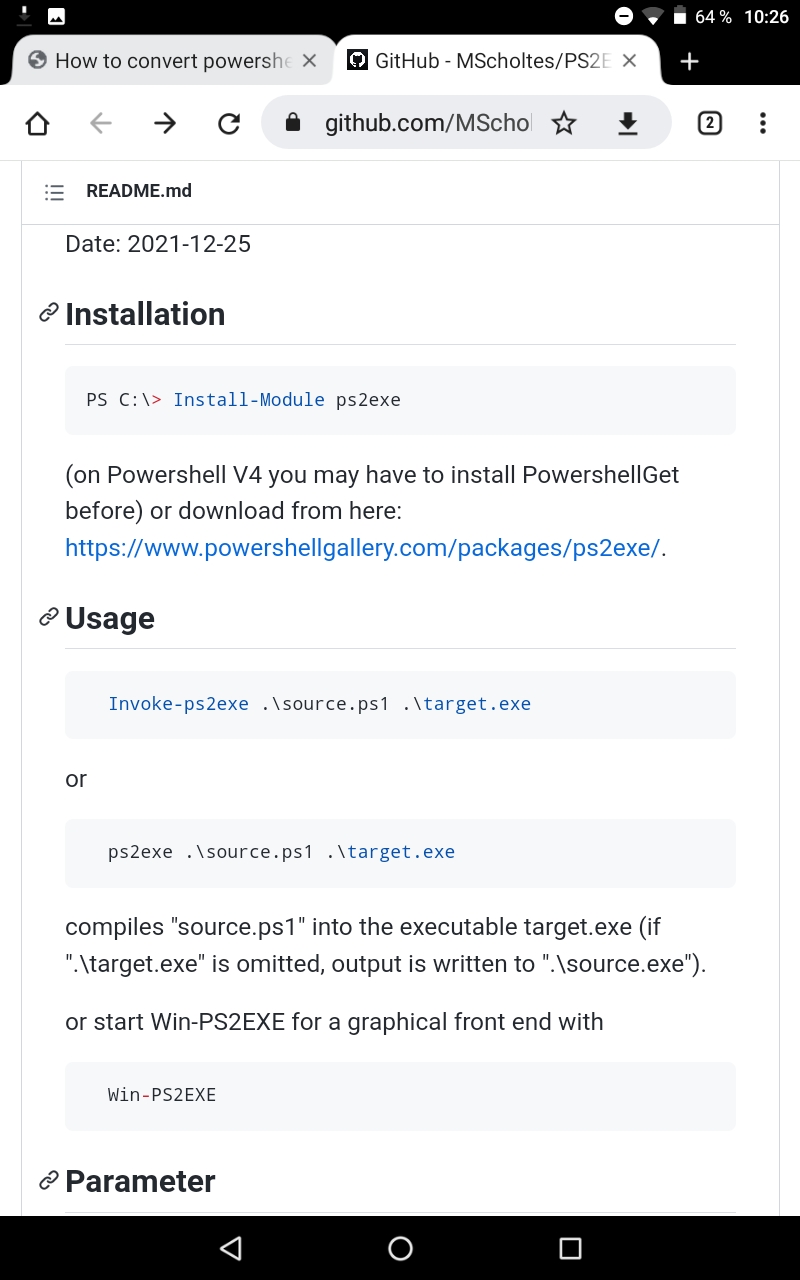 64 % 10:26
How to convert powershe
GitHub - MScholtes/PS2E
github.com/MScho
2
README.md
Date: 2021-12-25
Installation
PS C:\> Install-Module ps2exe
(on Powershell V4 you may have to install PowershellGet
before) or download from here:
https://www.powershellgallery.com/packages/ps2exe/.
Usage
Invoke-ps2exe .\source.ps1 .\target.exe
or
ps2exe .\source.ps1 .\target.exe
compiles "source.ps1" into the executable target.exe (if
".\target.exe" is omitted, output is written to ".\source.exe").
or start Win-PS2EXE for a graphical front end with
Win-PS2EXE
Parameter